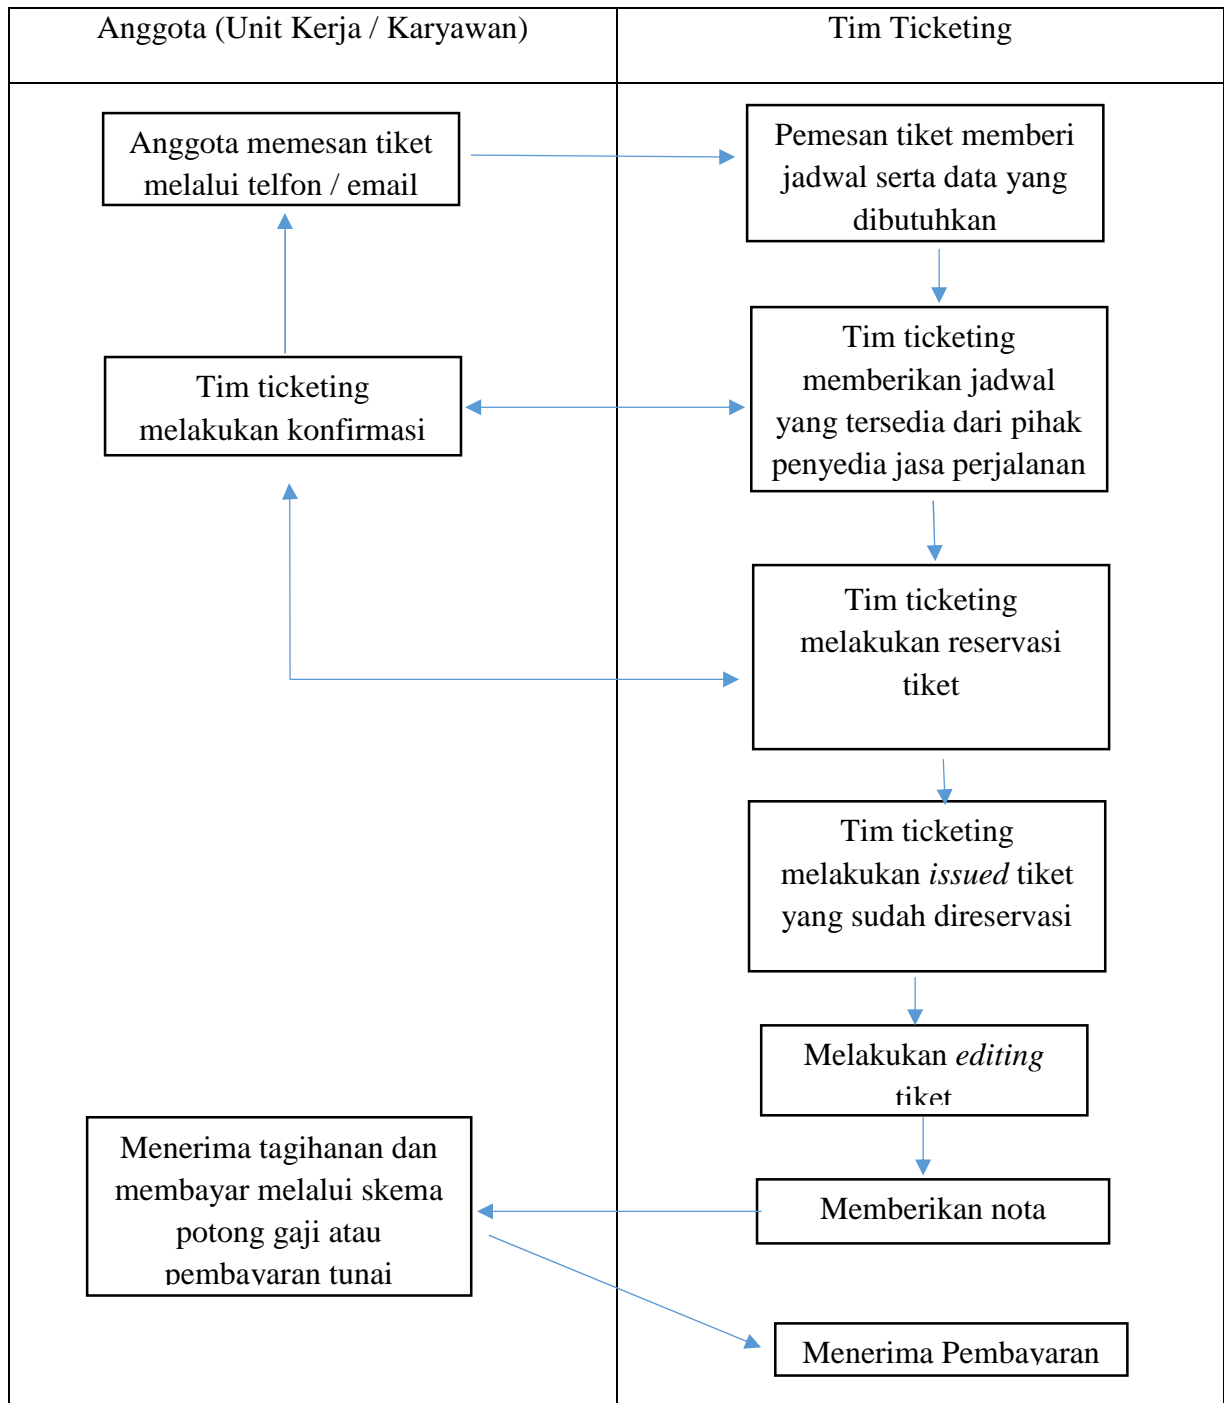 Anggota (Unit Kerja / Karyawan)
Tim Ticketing
Anggota memesan tiket
melalui telfon / email
Pemesan tiket memberi
jadwal serta data yang
dibutuhkan
Tim ticketing
memberikan jadwal
yang tersedia dari pihak
penyedia jasa perjalanan
Tim ticketing
melakukan konfirmasi
Tim ticketing
melakukan reservasi
tiket
Tim ticketing
melakukan issued tiket
yang sudah direservasi
Melakukan editing
tiket
Menerima tagihanan dan
membayar melalui skema
potong gaji atau
pembayaran tunai
Memberikan nota
Menerima Pembayaran